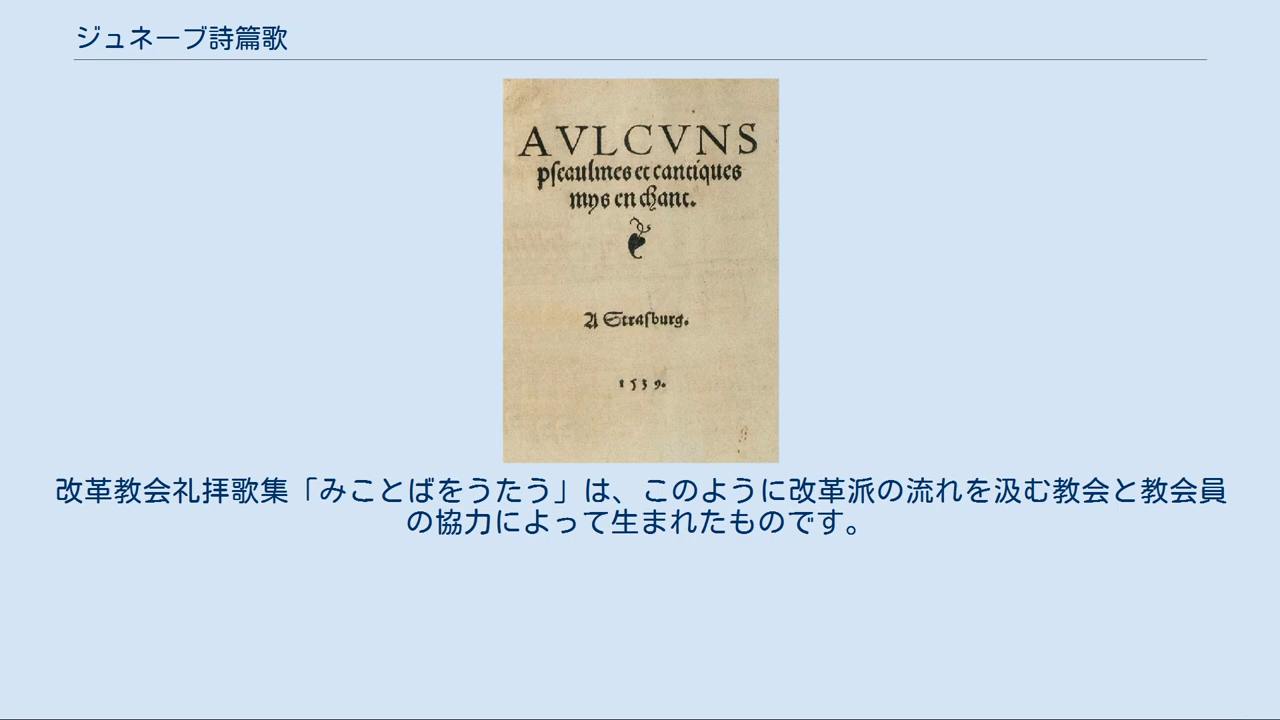 ジュネーブ詩篇歌
AVLCVNS
pſeaulmes et cantiques
mys en chant.
A Straſburg.
1539.
改革教会礼拝歌集「みことばをうたう」は、このように改革派の流れを汲む教会と教会員
の協力によって生まれたものです。